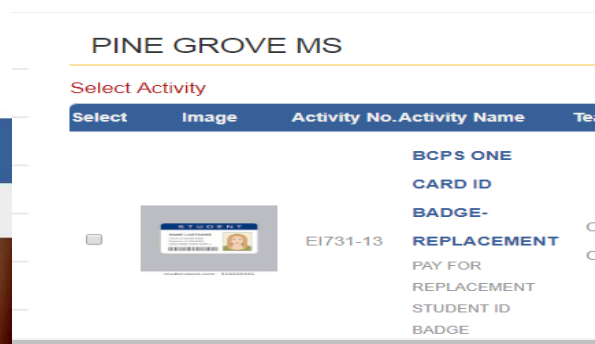 PINE GROVE MS
Select Activity
Select Image Activity No. Activity Name
BCPS ONE
CARD ID
BADGE-
REPLACEMENT
EI731-13
PAY FOR
REPLACEMENT
STUDENT ID
BADGE
STUDENT